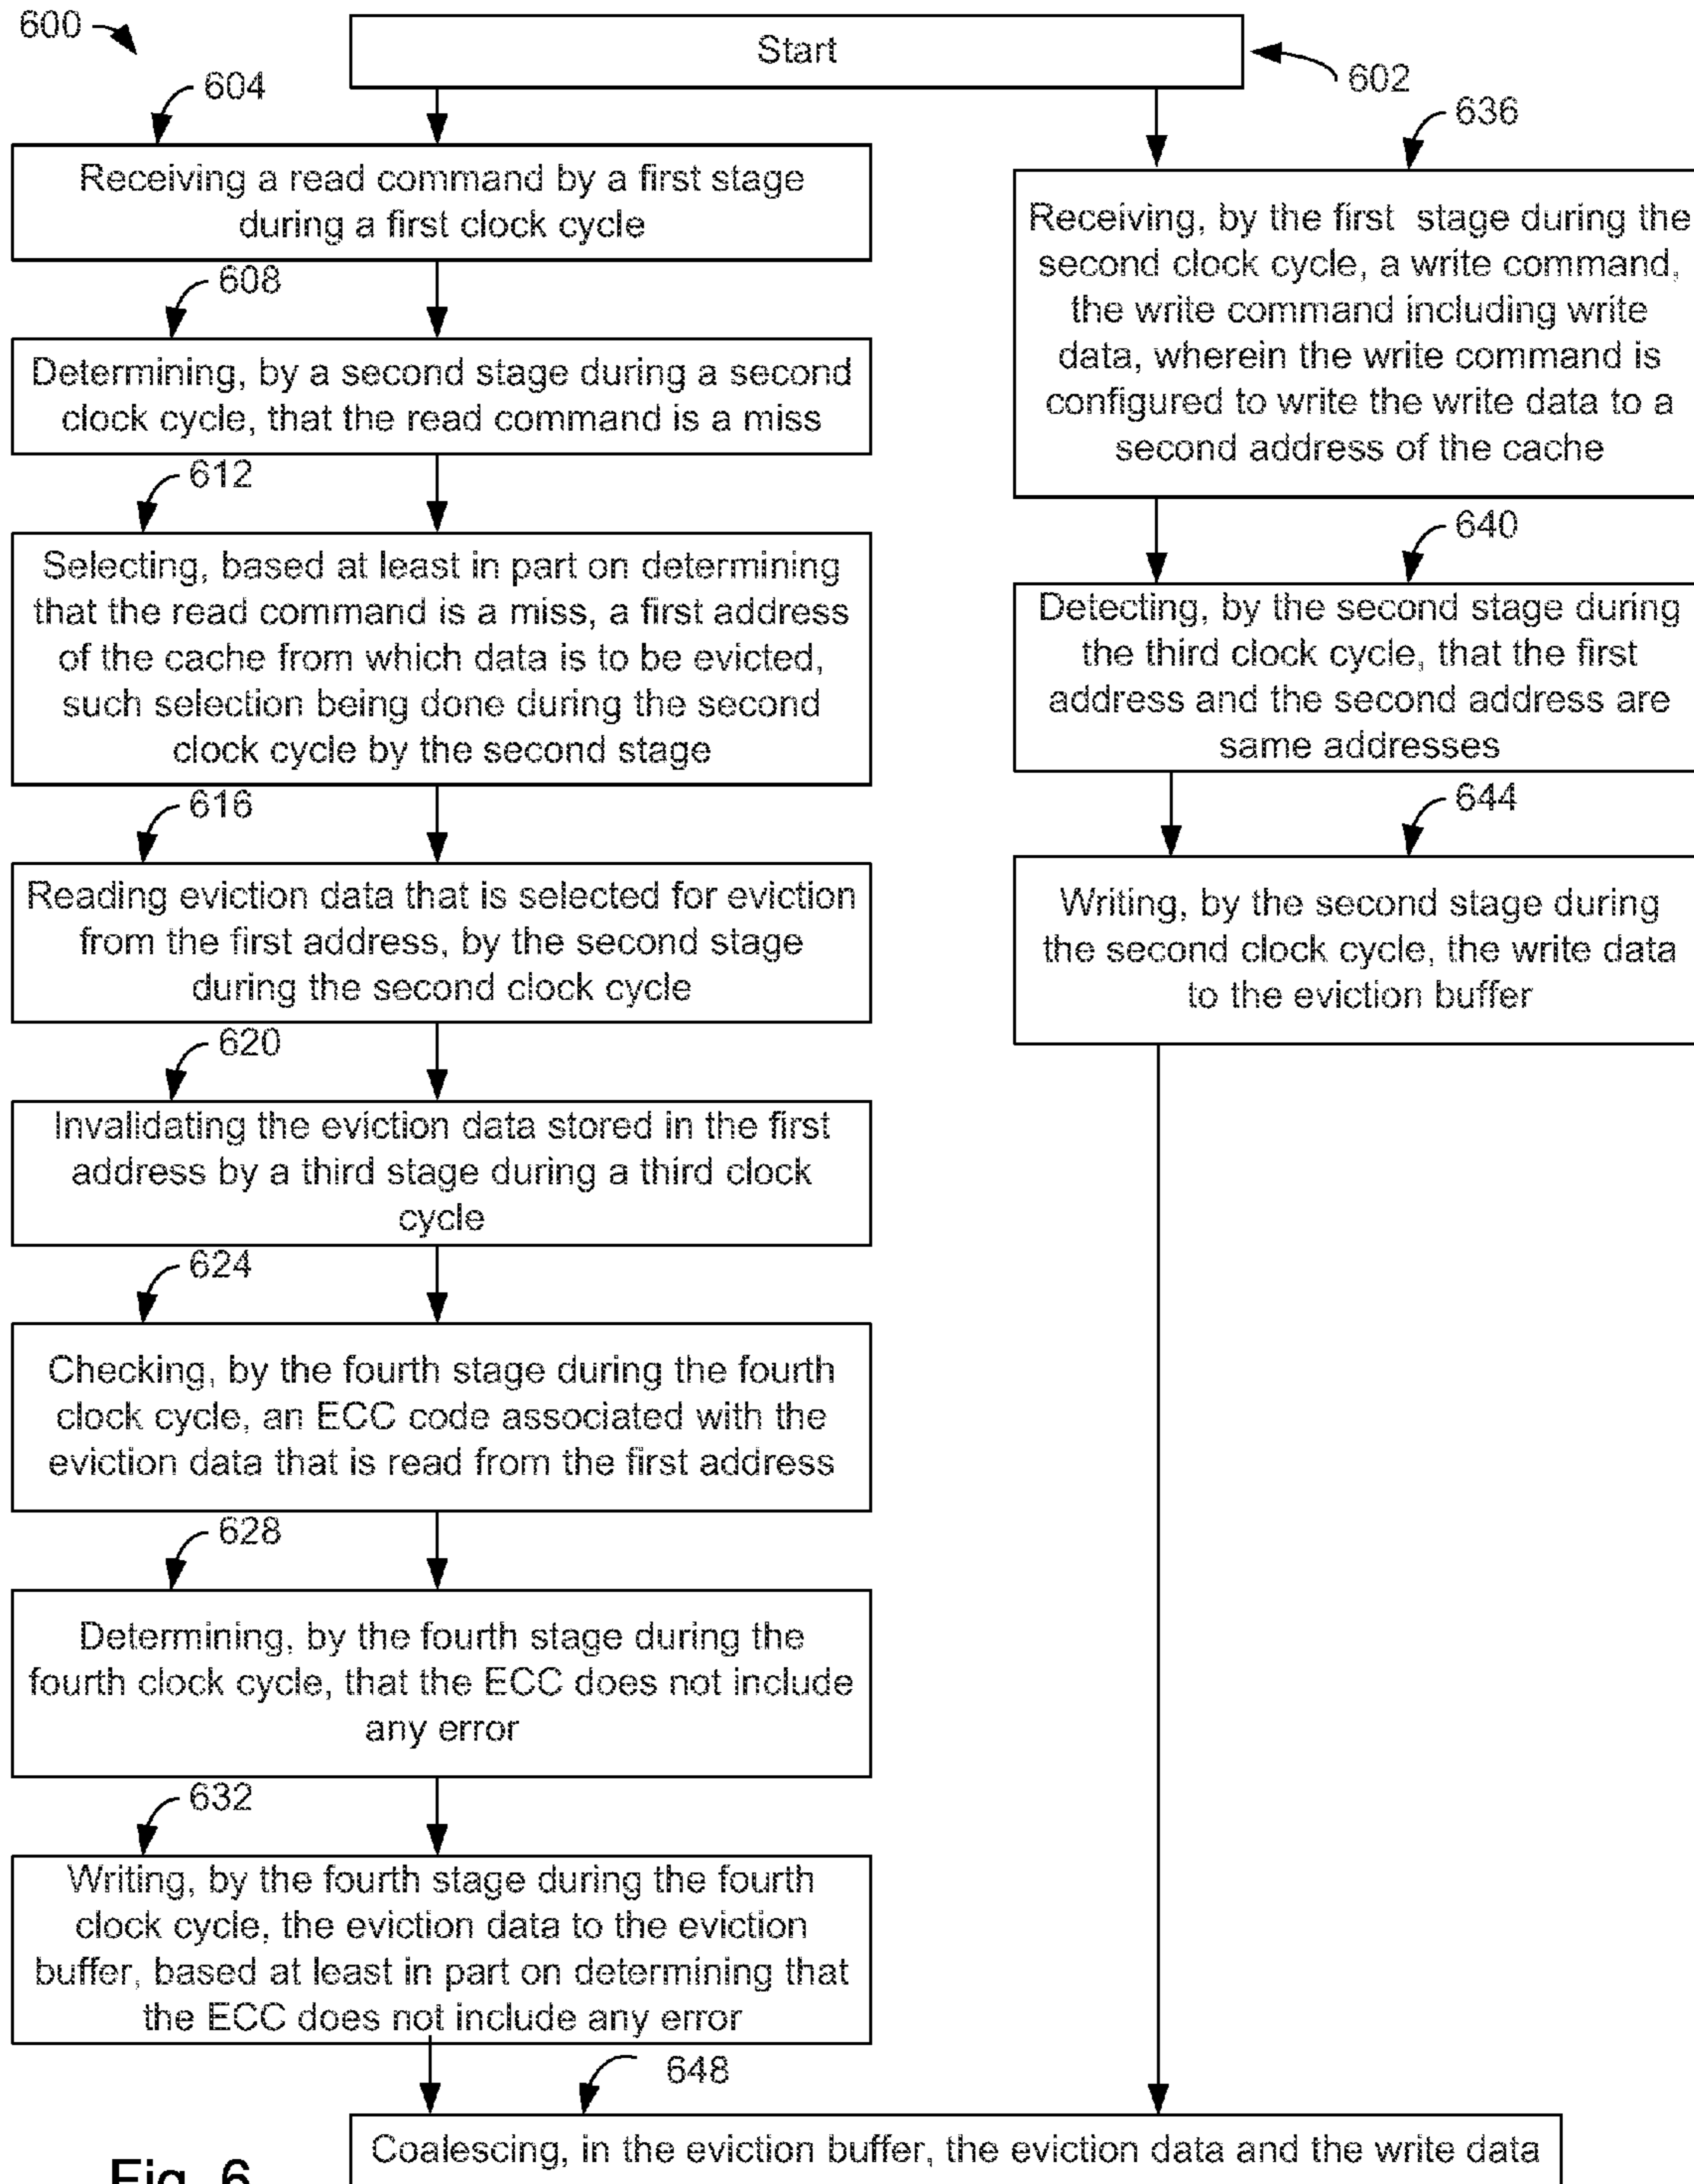 600
Start
602
604
Receiving a read command by a first stage
during a first clock cycle
608
Determining, by a second stage during a second
clock cycle, that the read command is a miss
612
Selecting, based at least in part on determining
that the read command is a miss, a first address
of the cache from which data is to be evicted,
such selection being done during the second
clock cycle by the second stage
616
Reading eviction data that is selected for eviction
from the first address, by the second stage
during the second clock cycle
620
Invalidating the eviction data stored in the first
address by a third stage during a third clock
cycle
624
Checking, by the fourth stage during the fourth
clock cycle, an ECC code associated with the
eviction data that is read from the first address
628
Determining, by the fourth stage during the
fourth clock cycle, that the ECC does not include
any error
632
Writing, by the fourth stage during the fourth
clock cycle, the eviction data to the eviction
buffer, based at least in part on determining that
the ECC does not include any error
636
Receiving, by the first stage during the
second clock cycle, a write command,
the write command including write
data, wherein the write command is
configured to write the write data to a
second address of the cache
640
Detecting, by the second stage during
the third clock cycle, that the first
address and the second address are
same addresses
644
Writing, by the second stage during
the second clock cycle, the write data
to the eviction buffer
648
Coalescing, in the eviction buffer, the eviction data and the write data
Fig. 6